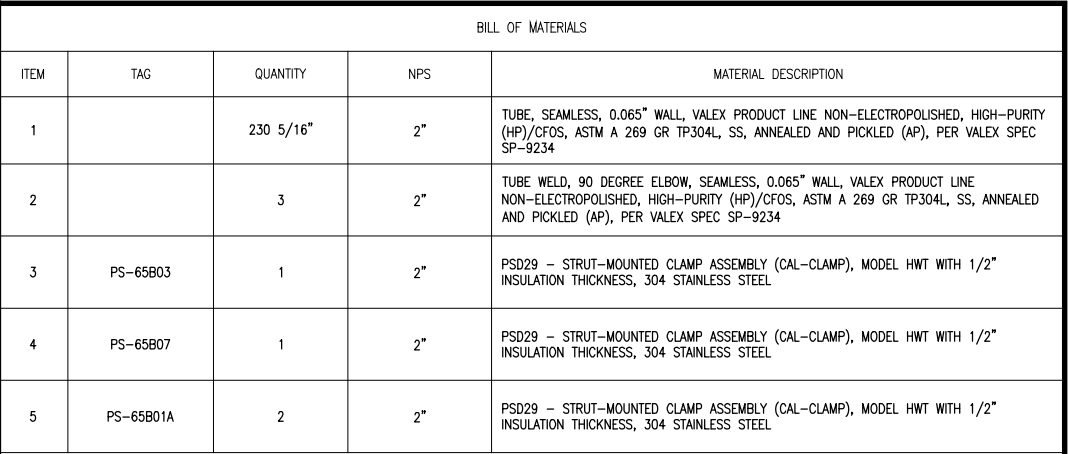 BILL OF MATERIALS
ITEM TAG QUANTITY NPS MATERIAL DESCRIPTION
1 230 5/16" 2" TUBE, SEAMLESS, 0.065" WALL, VALEX PRODUCT LINE NON-ELECTROPOLISHED, HIGH-PURITY
(HP)/CFOS, ASTM A 269 GR TP304L, SS, ANNEALED AND PICKLED (AP), PER VALEX SPEC
SP-9234
2 3 2" TUBE WELD, 90 DEGREE ELBOW, SEAMLESS, 0.065" WALL, VALEX PRODUCT LINE
NON-ELECTROPOLISHED, HIGH-PURITY (HP)/CFOS, ASTM A 269 GR TP304L, SS, ANNEALED
AND PICKLED (AP), PER VALEX SPEC SP-9234
3 PS-65B03 1 2" PSD29 - STRUT-MOUNTED CLAMP ASSEMBLY (CAL-CLAMP), MODEL HWT WITH 1/2"
INSULATION THICKNESS, 304 STAINLESS STEEL
4 PS-65B07 1 2" PSD29 - STRUT-MOUNTED CLAMP ASSEMBLY (CAL-CLAMP), MODEL HWT WITH 1/2"
INSULATION THICKNESS, 304 STAINLESS STEEL
5 PS-65B01A 2 2" PSD29 - STRUT-MOUNTED CLAMP ASSEMBLY (CAL-CLAMP), MODEL HWT WITH 1/2"
INSULATION THICKNESS, 304 STAINLESS STEEL